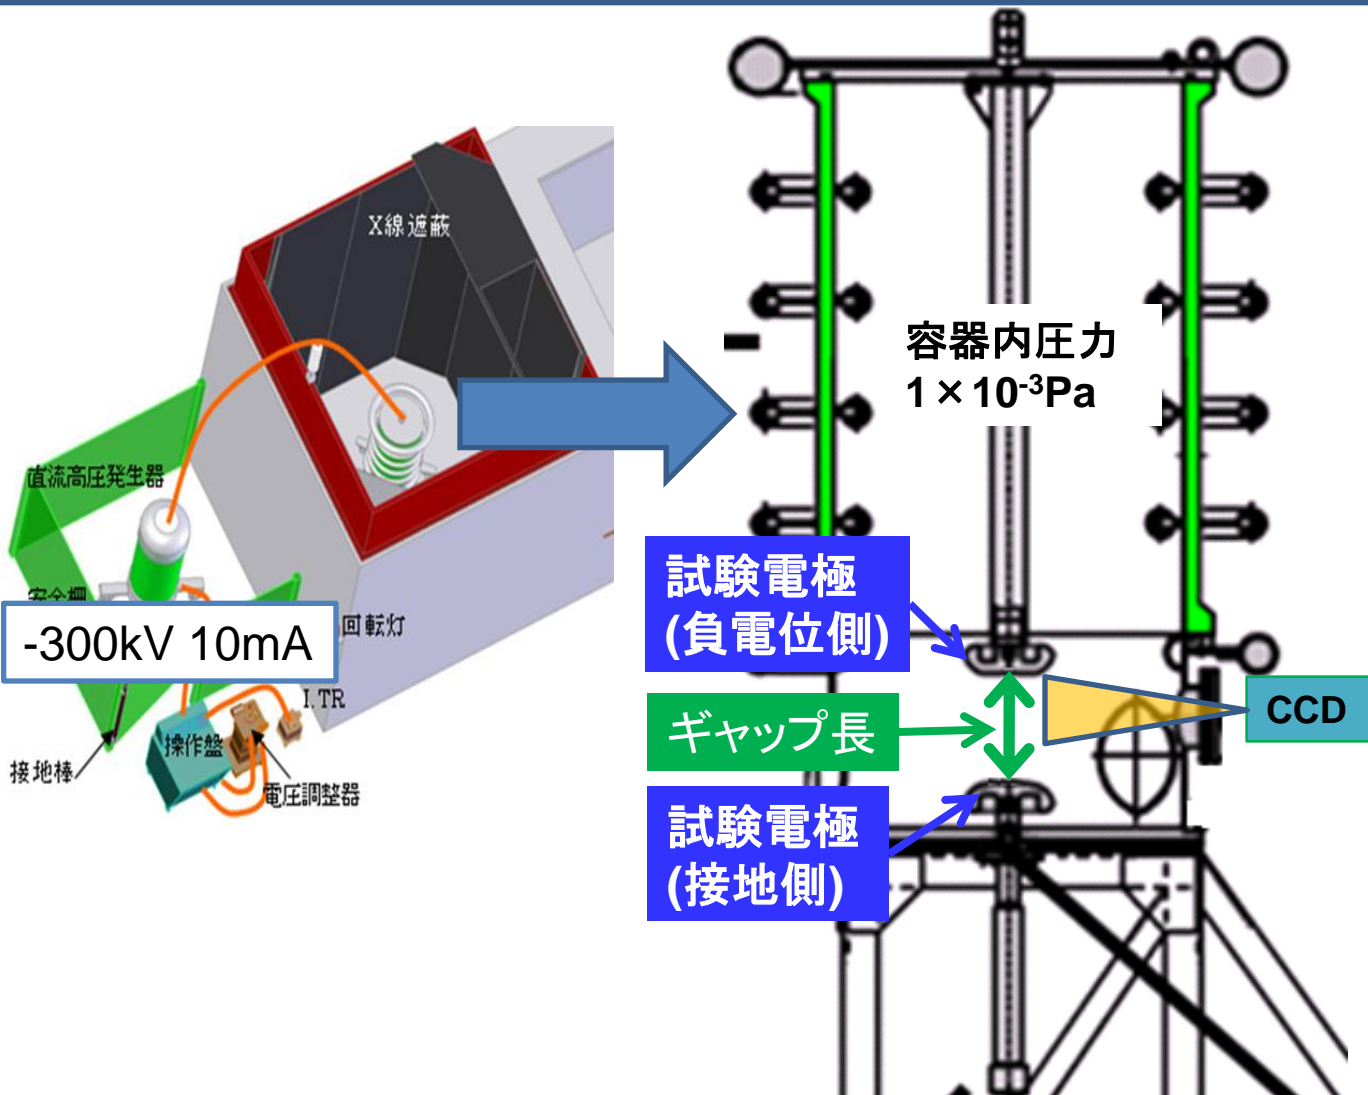 X線遮蔽
直流高圧発生器
安全柵
-300kV 10mA
回転灯
I.TR
操作盤
接地棒
電圧調整器
容器内圧力
1×10⁻³Pa
試験電極
(負電位側)
ギャップ長
CCD
試験電極
(接地側)